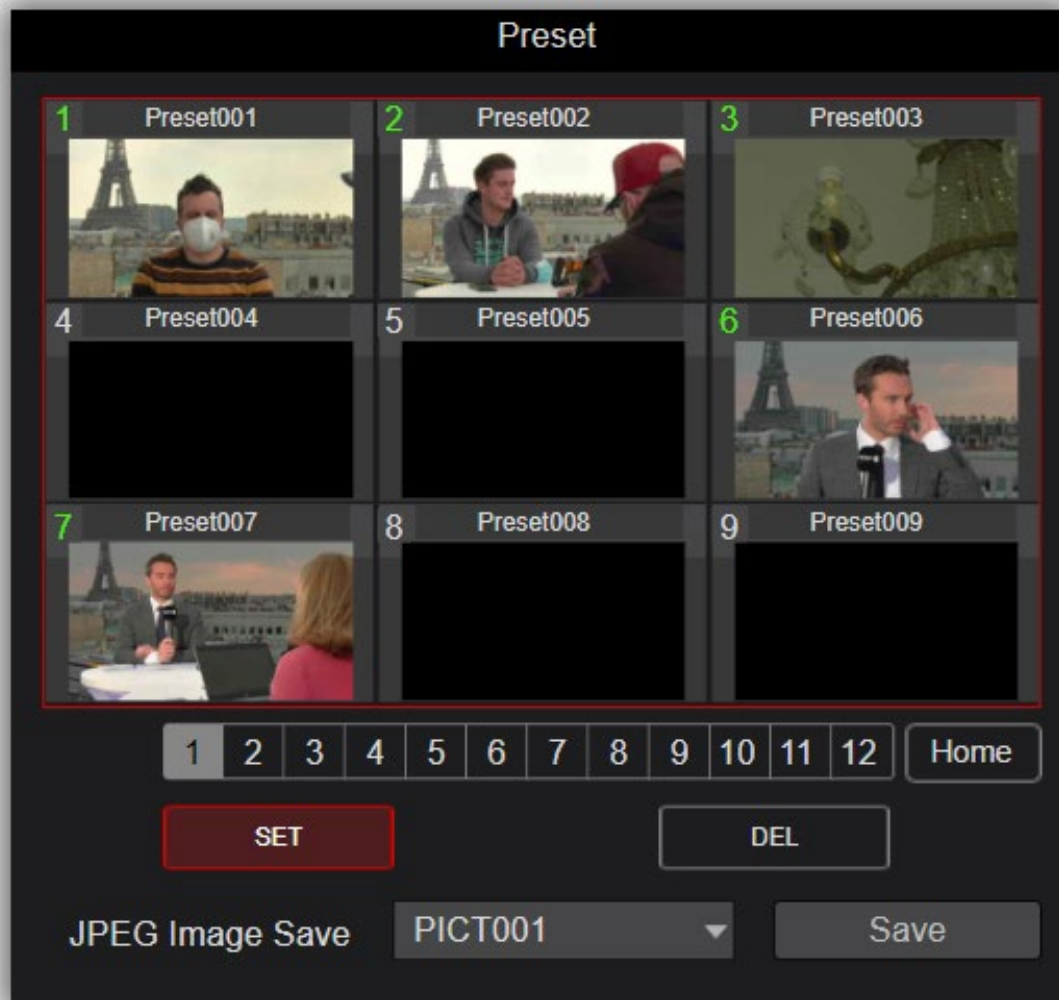 Preset
1 Preset001 2 Preset002 3 Preset003
4 Preset004 5 Preset005 6 Preset006
7 Preset007 8 Preset008 9 Preset009
1 2 3 4 5 6 7 8 9 10 11 12 Home
SET DEL
JPEG Image Save PICT001 Save